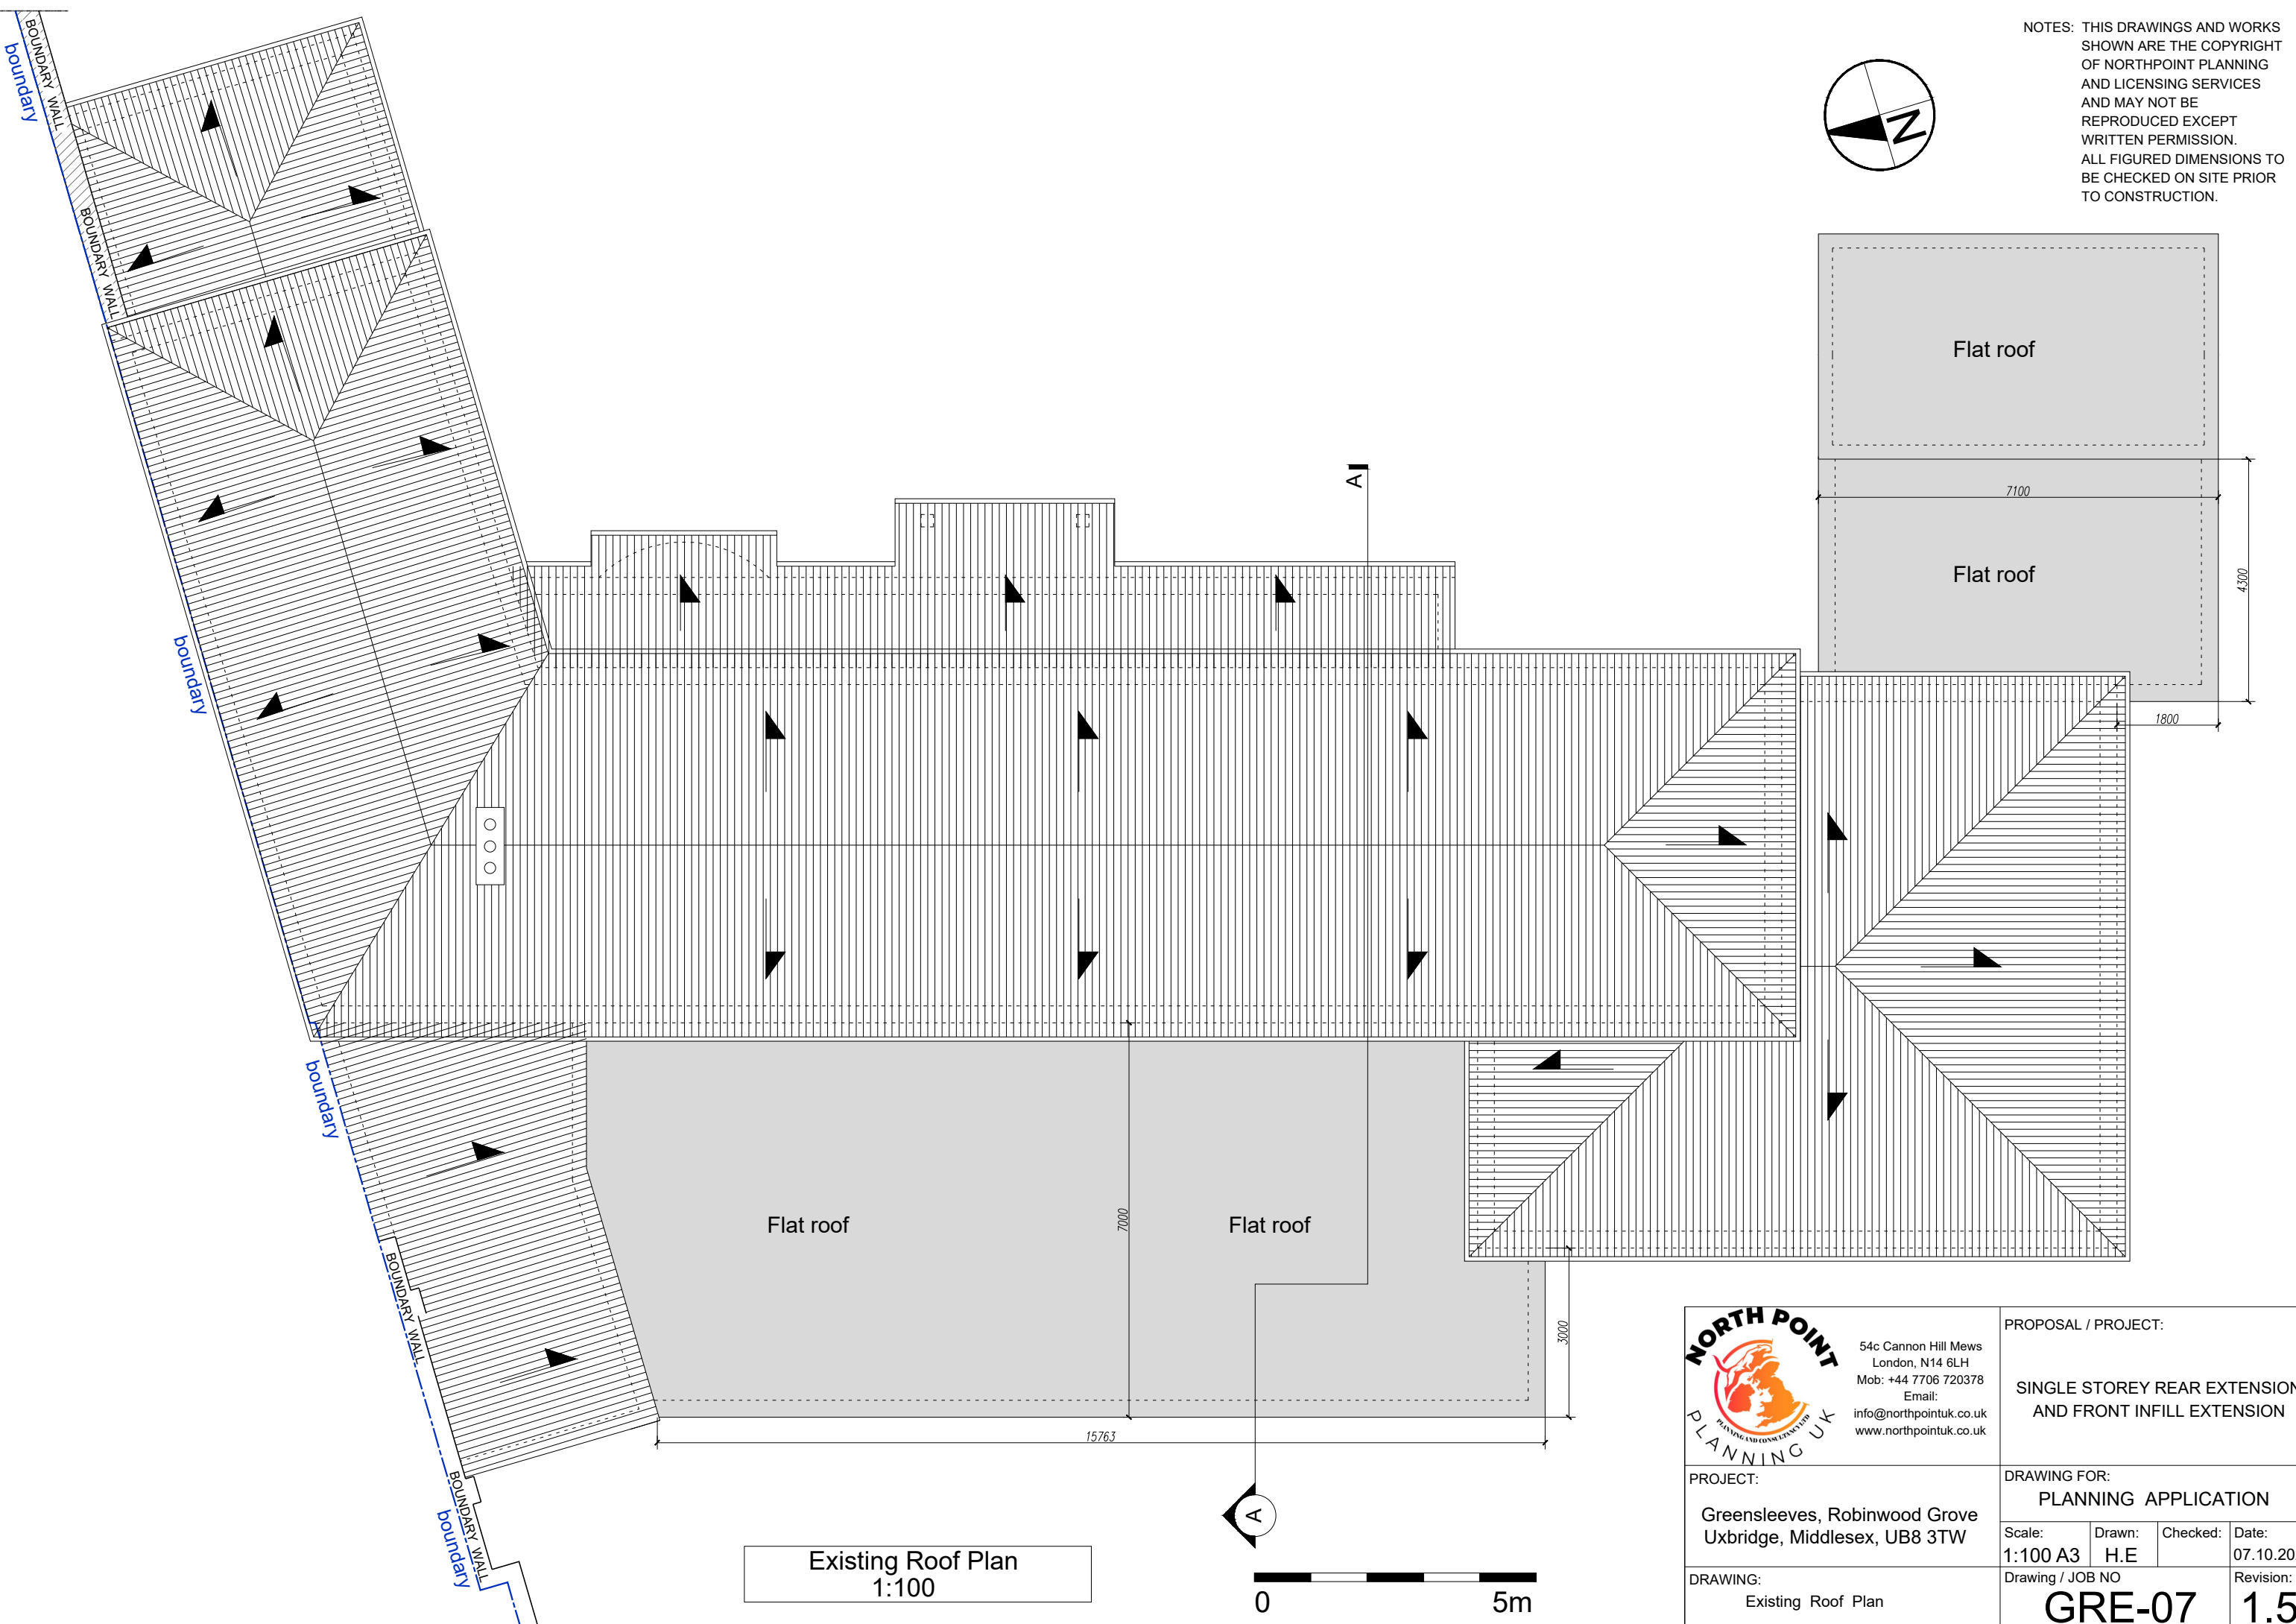 NOTES: THIS DRAWINGS AND WORKS
SHOWN ARE THE COPYRIGHT
OF NORTHPOINT PLANNING
AND LICENSING SERVICES
AND MAY NOT BE
REPRODUCED EXCEPT
WRITTEN PERMISSION.
ALL FIGURED DIMENSIONS TO
BE CHECKED ON SITE PRIOR
TO CONSTRUCTION.
N
BOUNDARY WALL
boundary
BOUNDARY WALL
boundary
boundary
BOUNDARY WALL
BOUNDARY WALL
boundary
A
Flat roof
7100
Flat roof
4300
1800
Flat roof
7000
Flat roof
3000
15763
A
Existing Roof Plan
1:100
0 5m
NORTH POINT
PLANNING AND CONSULTANCY LTD
PLANNING UK
54c Cannon Hill Mews
London, N14 6LH
Mob: +44 7706 720378
Email:
info@northpointuk.co.uk
www.northpointuk.co.uk
PROPOSAL / PROJECT:
SINGLE STOREY REAR EXTENSION
AND FRONT INFILL EXTENSION
PROJECT:
Greensleeves, Robinwood Grove
Uxbridge, Middlesex, UB8 3TW
DRAWING FOR:
PLANNING APPLICATION
Scale:
1:100 A3
Drawn:
H.E
Checked:
Date:
07.10.20
DRAWING:
Existing Roof Plan
Drawing / JOB NO
GRE-07
Revision:
1.5